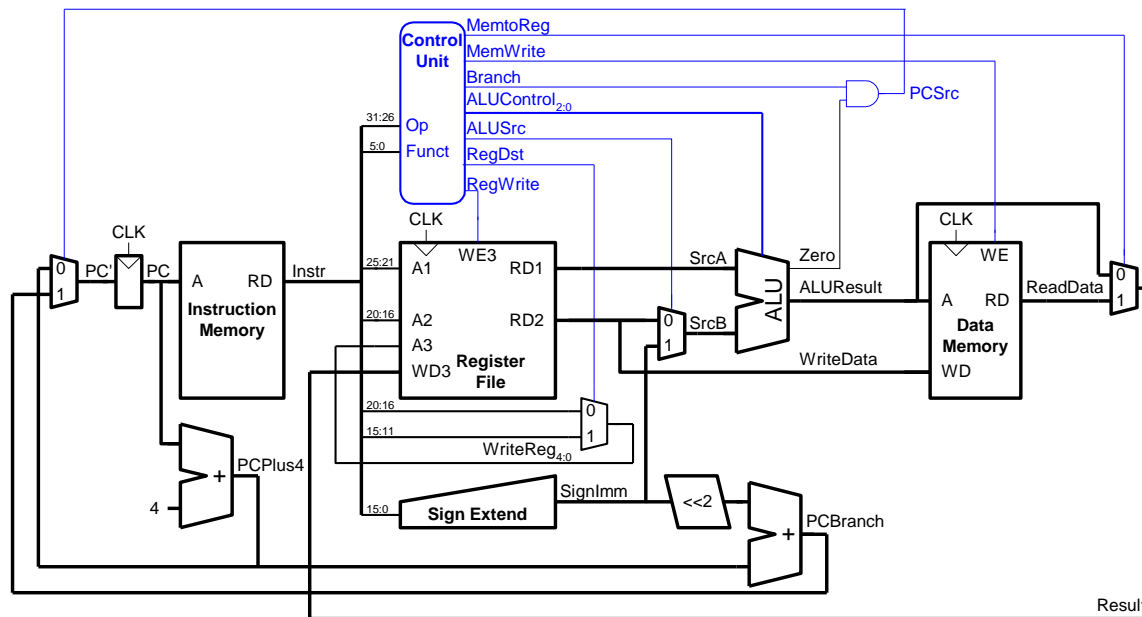 MemtoReg
Control
Unit
MemWrite
Branch
PCSrc
ALUControl2:0
31:26
Op
ALUSrc
5:0
Funct
RegDst
RegWrite
CLK
CLK
CLK
WE3
WE
0
1
PC'
PC
A
RD
Instr
Instruction
Memory
25:21
A1
RD1
SrcA
Zero
ALU
ALUResult
A
RD
ReadData
0
1
20:16
A2
RD2
0
1
SrcB
Data
Memory
A3
Register
File
WD3
WriteData
WD
20:16
0
15:11
1
WriteReg4:0
PCPlus4
+
4
SignImm
<<2
15:0
Sign Extend
+
PCBranch
Result